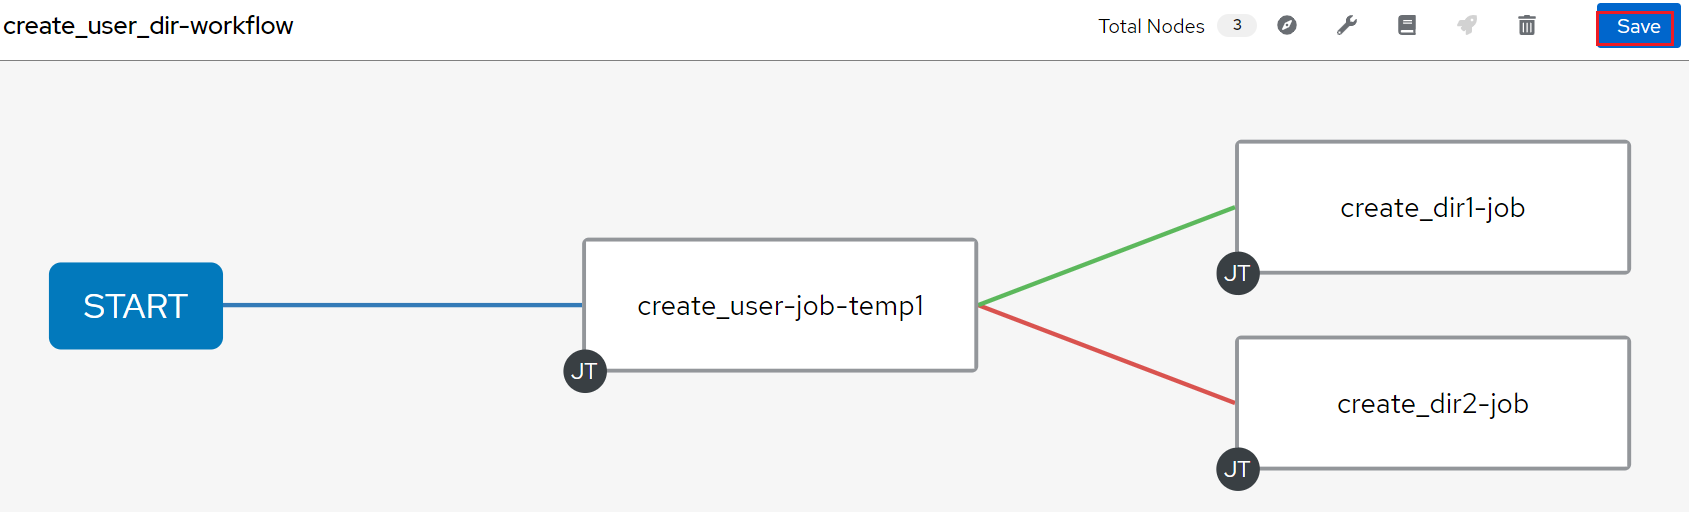 create_user_dir-workflow
Total Nodes 3
Save
START
create_user-job-temp1
JT
create_dir1-job
JT
create_dir2-job
JT